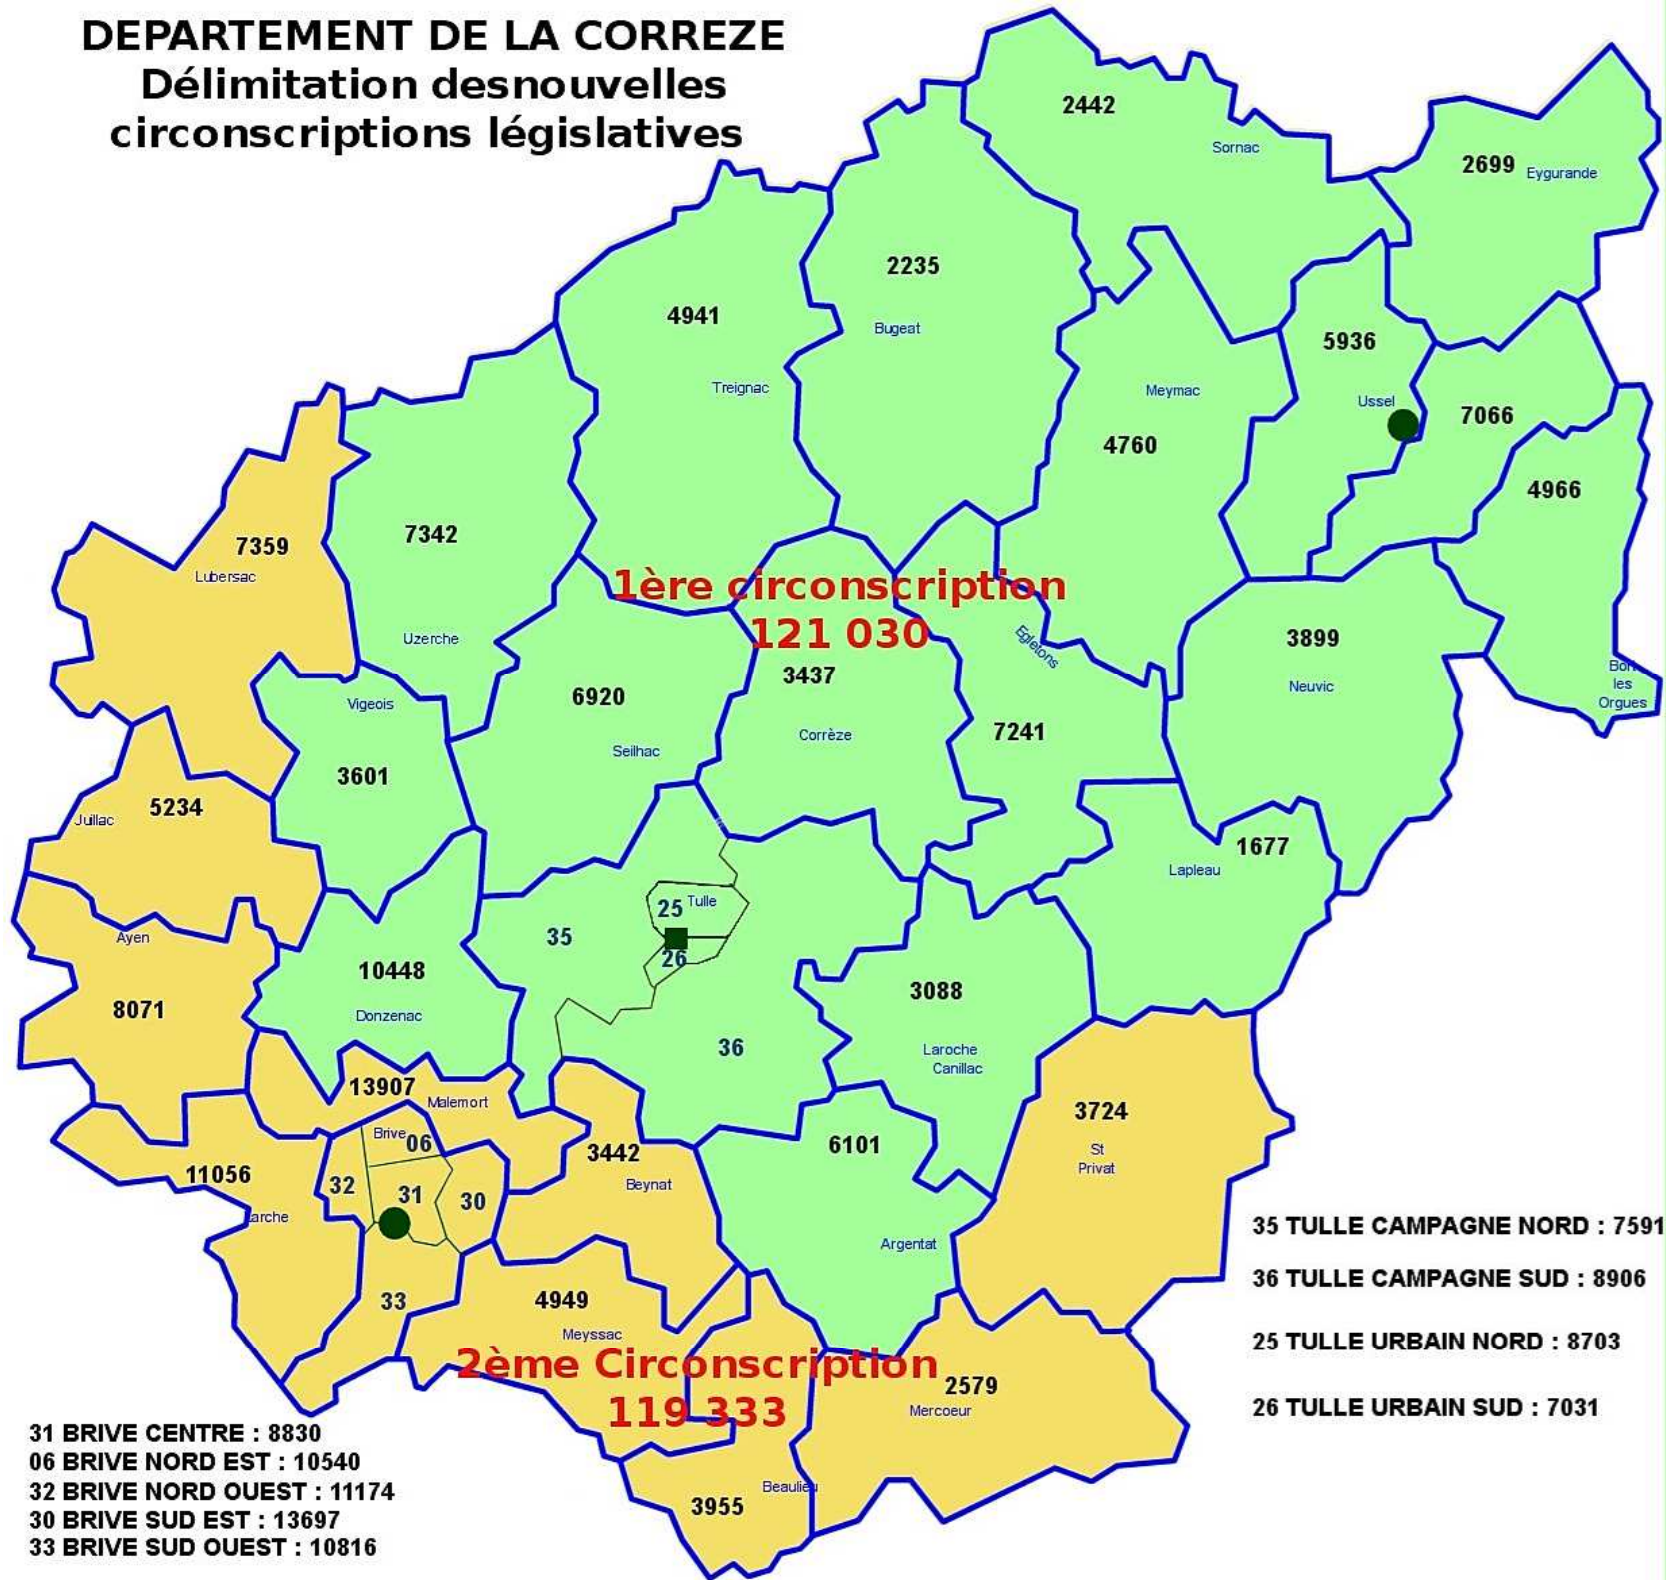 DEPARTEMENT DE LA CORREZE
Délimitation desnouvelles
circonscriptions législatives
2442
Sornac
2699
Eygurande
2235
Bugeat
4941
Treignac
5936
Ussel
7066
4966
Meymac
4760
7359
Lubersac
7342
Uzerche
1ère circonscription
121 030
Egletons
3899
Neuvic
Bort
les
Orgues
3437
Corrèze
6920
Seilhac
7241
Vigeois
3601
5234
Juillac
1677
Lapleau
25
Tulle
26
35
Ayen
8071
10448
Donzenac
3088
Laroche
Canillac
36
13907
Malemort
3724
St
Privat
Brive
06
3442
Beynat
6101
Argentat
11056
arche
32
31
30
33
4949
Meyssac
2ème Circonscription
119 333
2579
Mercoeur
3955
Beaulieu
35 TULLE CAMPAGNE NORD : 7591
36 TULLE CAMPAGNE SUD : 8906
25 TULLE URBAIN NORD : 8703
26 TULLE URBAIN SUD : 7031
31 BRIVE CENTRE : 8830
06 BRIVE NORD EST : 10540
32 BRIVE NORD OUEST : 11174
30 BRIVE SUD EST : 13697
33 BRIVE SUD OUEST : 10816